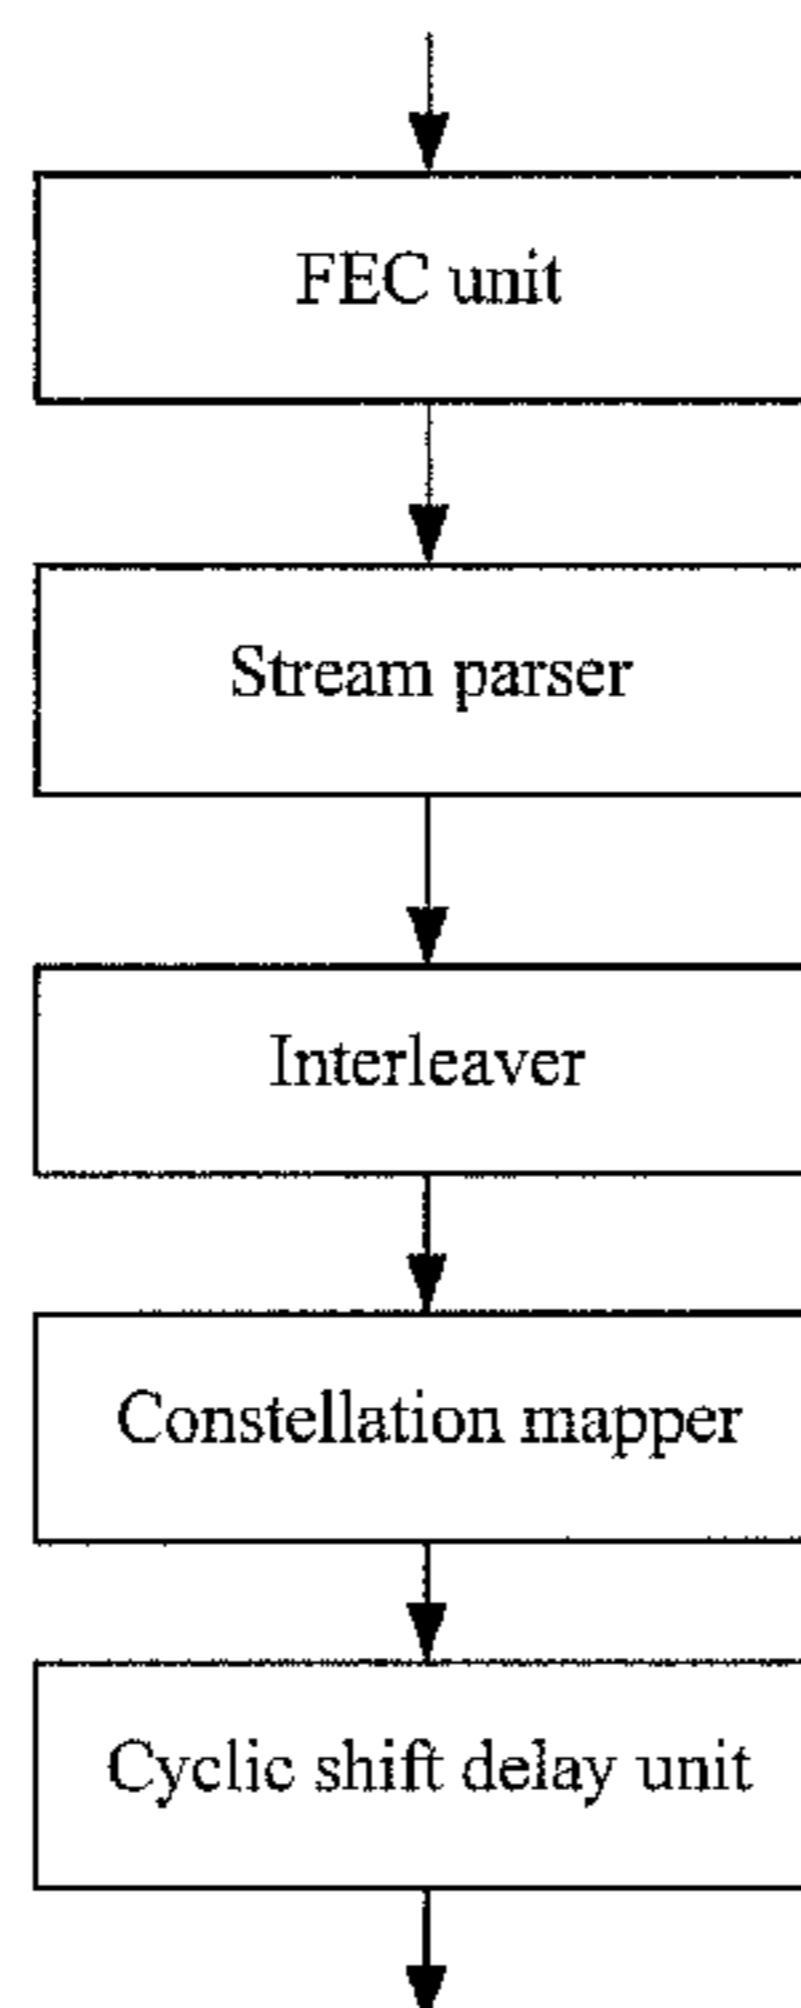 FEC unit
Stream parser
Interleaver
Constellation mapper
Cyclic shift delay unit